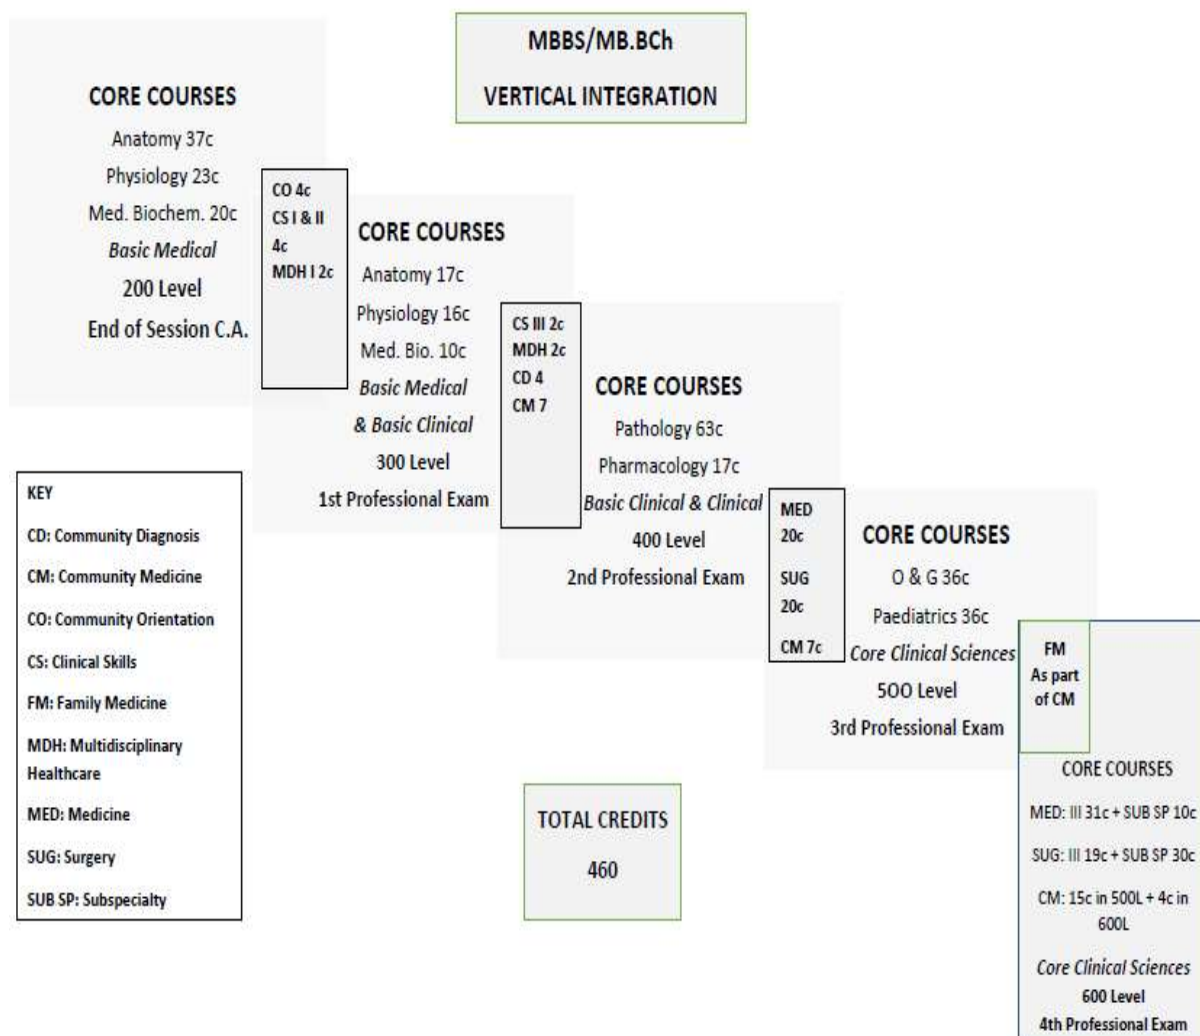 MBBS/MB.BCh
VERTICAL INTEGRATION
CORE COURSES
Anatomy 37c
Physiology 23c
Med. Biochem. 20c
Basic Medical
200 Level
End of Session C.A.
CO 4c
CS I & II
4c
MDH I 2c
CORE COURSES
Anatomy 17c
Physiology 16c
Med. Bio. 10c
Basic Medical
& Basic Clinical
300 Level
1st Professional Exam
CS III 2c
MDH 2c
CD 4
CM 7
CORE COURSES
Pathology 63c
Pharmacology 17c
Basic Clinical & Clinical
400 Level
2nd Professional Exam
MED
20c
SUG
20c
CM 7c
CORE COURSES
O & G 36c
Paediatrics 36c
Core Clinical Sciences
500 Level
3rd Professional Exam
FM
As part
of CM
CORE COURSES
MED: III 31c + SUB SP 10c
SUG: III 19c + SUB SP 30c
CM: 15c in 500L + 4c in
600L
Core Clinical Sciences
600 Level
4th Professional Exam
KEY
CD: Community Diagnosis
CM: Community Medicine
CO: Community Orientation
CS: Clinical Skills
FM: Family Medicine
MDH: Multidisciplinary
Healthcare
MED: Medicine
SUG: Surgery
SUB SP: Subspecialty
TOTAL CREDITS
460